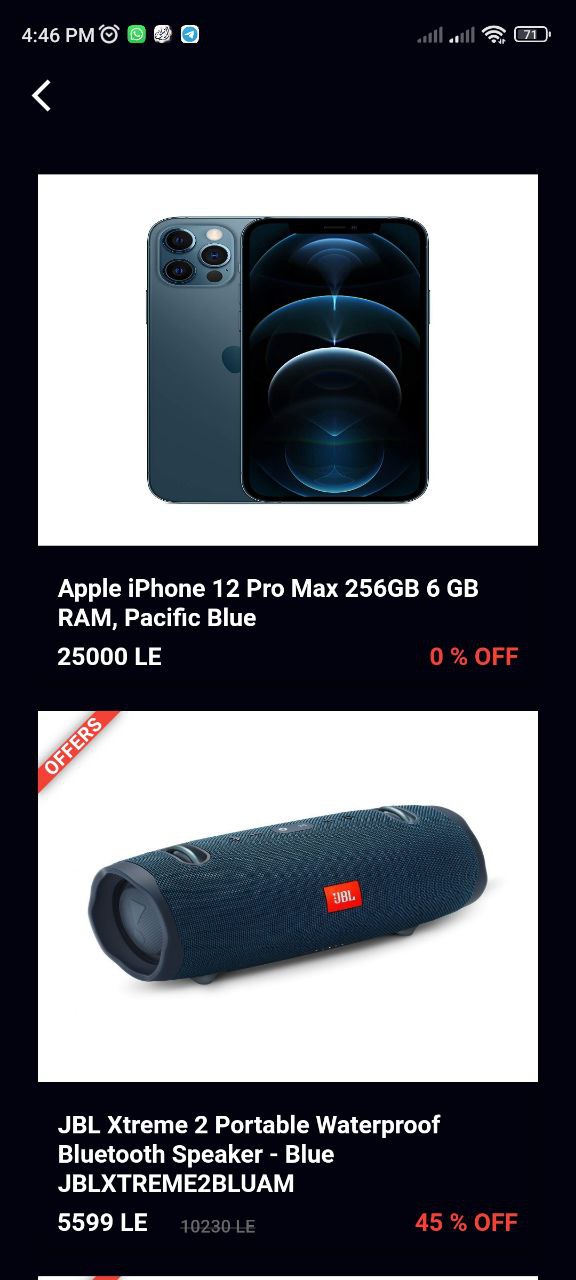 4:46 PM
71
Apple iPhone 12 Pro Max 256GB 6 GB
RAM, Pacific Blue
25000 LE
0 % OFF
OFFERS
JBL
JBL Xtreme 2 Portable Waterproof
Bluetooth Speaker - Blue
JBLXTREME2BLUAM
5599 LE
10230 LE
45 % OFF